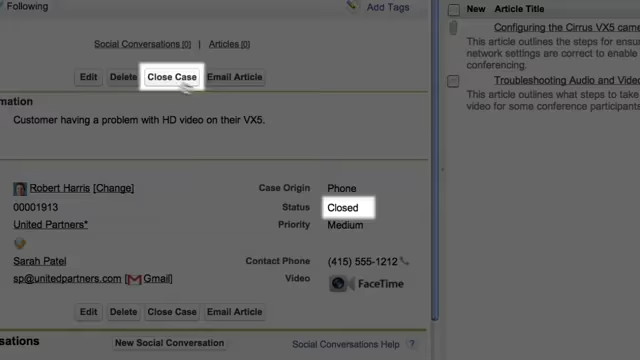 Following
Add Tags
Social Conversations [0] | Articles [0]
Edit Delete Close Case Email Article
mation
Customer having a problem with HD video on their VX5.
Robert Harris [Change]
Case Origin Phone
00001913
Status Closed
United Partners*
Priority Medium
Sarah Patel
Contact Phone (415) 555-1212
sp@unitedpartners.com [ Gmail]
Video FaceTime
Edit Delete Close Case Email Article
sations
New Social Conversation
Social Conversations Help ?
New Article Title
Configuring the Cirrus VX5 came
This article outlines the steps for ensur
network settings are correct to enable
conferencing.
Troubleshooting Audio and Video
This article outlines what steps to take
video for some conference participants